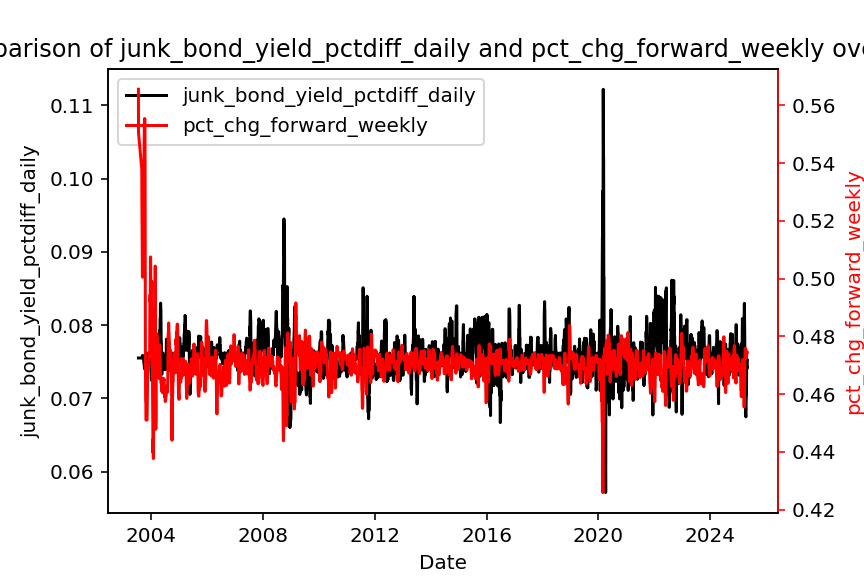 parison of junk_bond_yield_pctdiff_daily and pct_chg_forward_weekly ov
junk_bond_yield_pctdiff_daily
pct_chg_forward_weekly
junk_bond_yield_pctdiff_daily
0.11
0.10
0.09
0.08
0.07
0.06
0.56
0.54
0.52
0.50
0.48
0.46
0.44
0.42
pct_chg_forward_weekly
2004 2008 2012 2016 2020 2024
Date